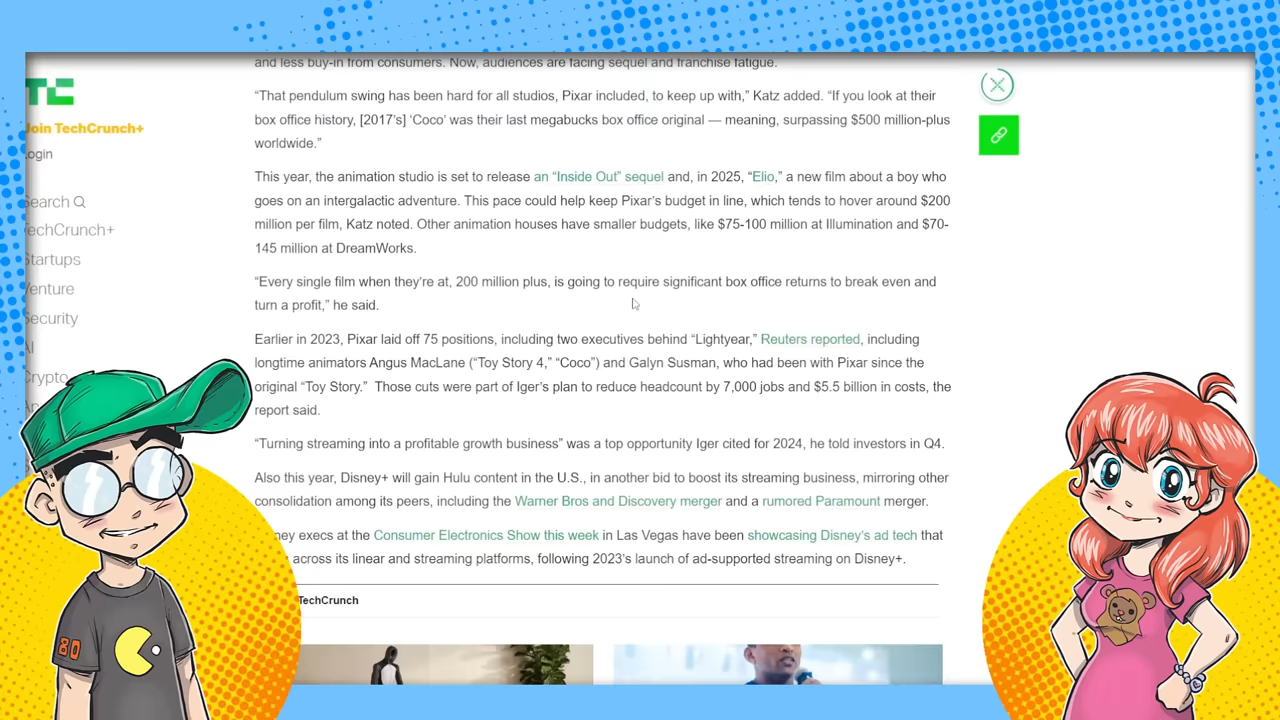 and less buy-in from consumers. Now, audiences are facing sequel and franchise fatigue.
TC
“That pendulum swing has been hard for all studios, Pixar included, to keep up with,” Katz added. “If you look at their
Join TechCrunch+
box office history, [2017’s] ‘Coco’ was their last megabucks box office original — meaning, surpassing $500 million-plus
worldwide.”
ogin
This year, the animation studio is set to release an “Inside Out” sequel and, in 2025, “Elio,” a new film about a boy who
goes on an intergalactic adventure. This pace could help keep Pixar’s budget in line, which tends to hover around $200
million per film, Katz noted. Other animation houses have smaller budgets, like $75-100 million at Illumination and $70-
145 million at DreamWorks.
Search
echCrunch+
Startups
Venture
Security
AI
Crypto
“Every single film when they’re at, 200 million plus, is going to require significant box office returns to break even and
turn a profit,” he said.
Earlier in 2023, Pixar laid off 75 positions, including two executives behind “Lightyear,” Reuters reported, including
longtime animators Angus MacLane (“Toy Story 4,” “Coco”) and Galyn Susman, who had been with Pixar since the
original “Toy Story.”  Those cuts were part of Iger’s plan to reduce headcount by 7,000 jobs and $5.5 billion in costs, the
report said.
“Turning streaming into a profitable growth business” was a top opportunity Iger cited for 2024, he told investors in Q4.
Also this year, Disney+ will gain Hulu content in the U.S., in another bid to boost its streaming business, mirroring other
consolidation among its peers, including the Warner Bros and Discovery merger and a rumored Paramount merger.
ney execs at the Consumer Electronics Show this week in Las Vegas have been showcasing Disney’s ad tech that
across its linear and streaming platforms, following 2023’s launch of ad-supported streaming on Disney+.
TechCrunch
80